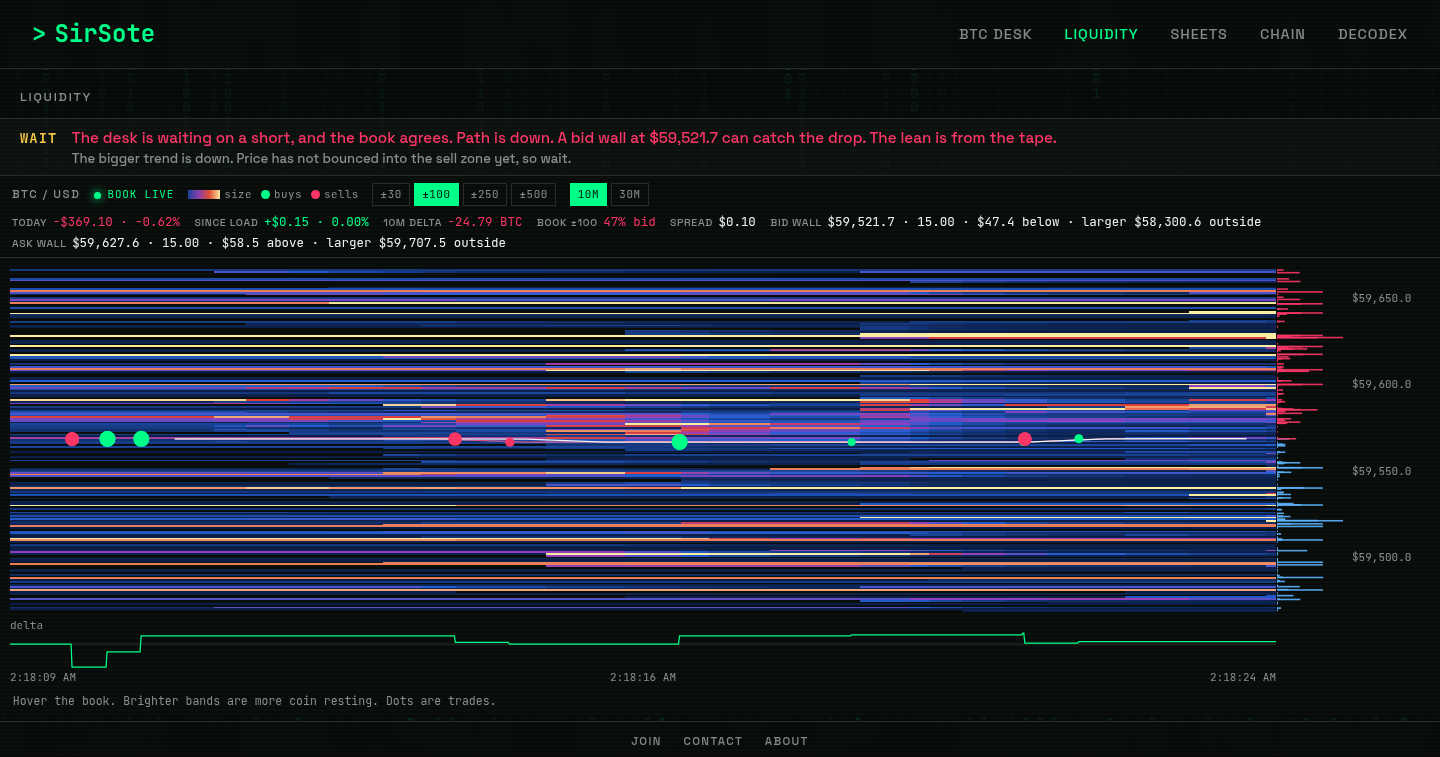 > SirSote
BTC DESK LIQUIDITY SHEETS CHAIN DECODEX
LIQUIDITY
WAIT The desk is waiting on a short, and the book agrees. Path is down. A bid wall at $59,521.7 can catch the drop. The lean is from the tape.
The bigger trend is down. Price has not bounced into the sell zone yet, so wait.
BTC / USD BOOK LIVE size buys sells ±30 ±100 ±250 ±500 10M 30M
TODAY -$369.10 · -0.62% SINCE LOAD +$0.15 · 0.00% 10M DELTA -24.79 BTC BOOK ±100 47% bid SPREAD $0.10 BID WALL $59,521.7 · 15.00 · $47.4 below · larger $58,300.6 outside
ASK WALL $59,627.6 · 15.00 · $58.5 above · larger $59,707.5 outside
$59,650.0
$59,600.0
$59,550.0
$59,500.0
delta
2:18:09 AM 2:18:16 AM 2:18:24 AM
Hover the book. Brighter bands are more coin resting. Dots are trades.
JOIN CONTACT ABOUT